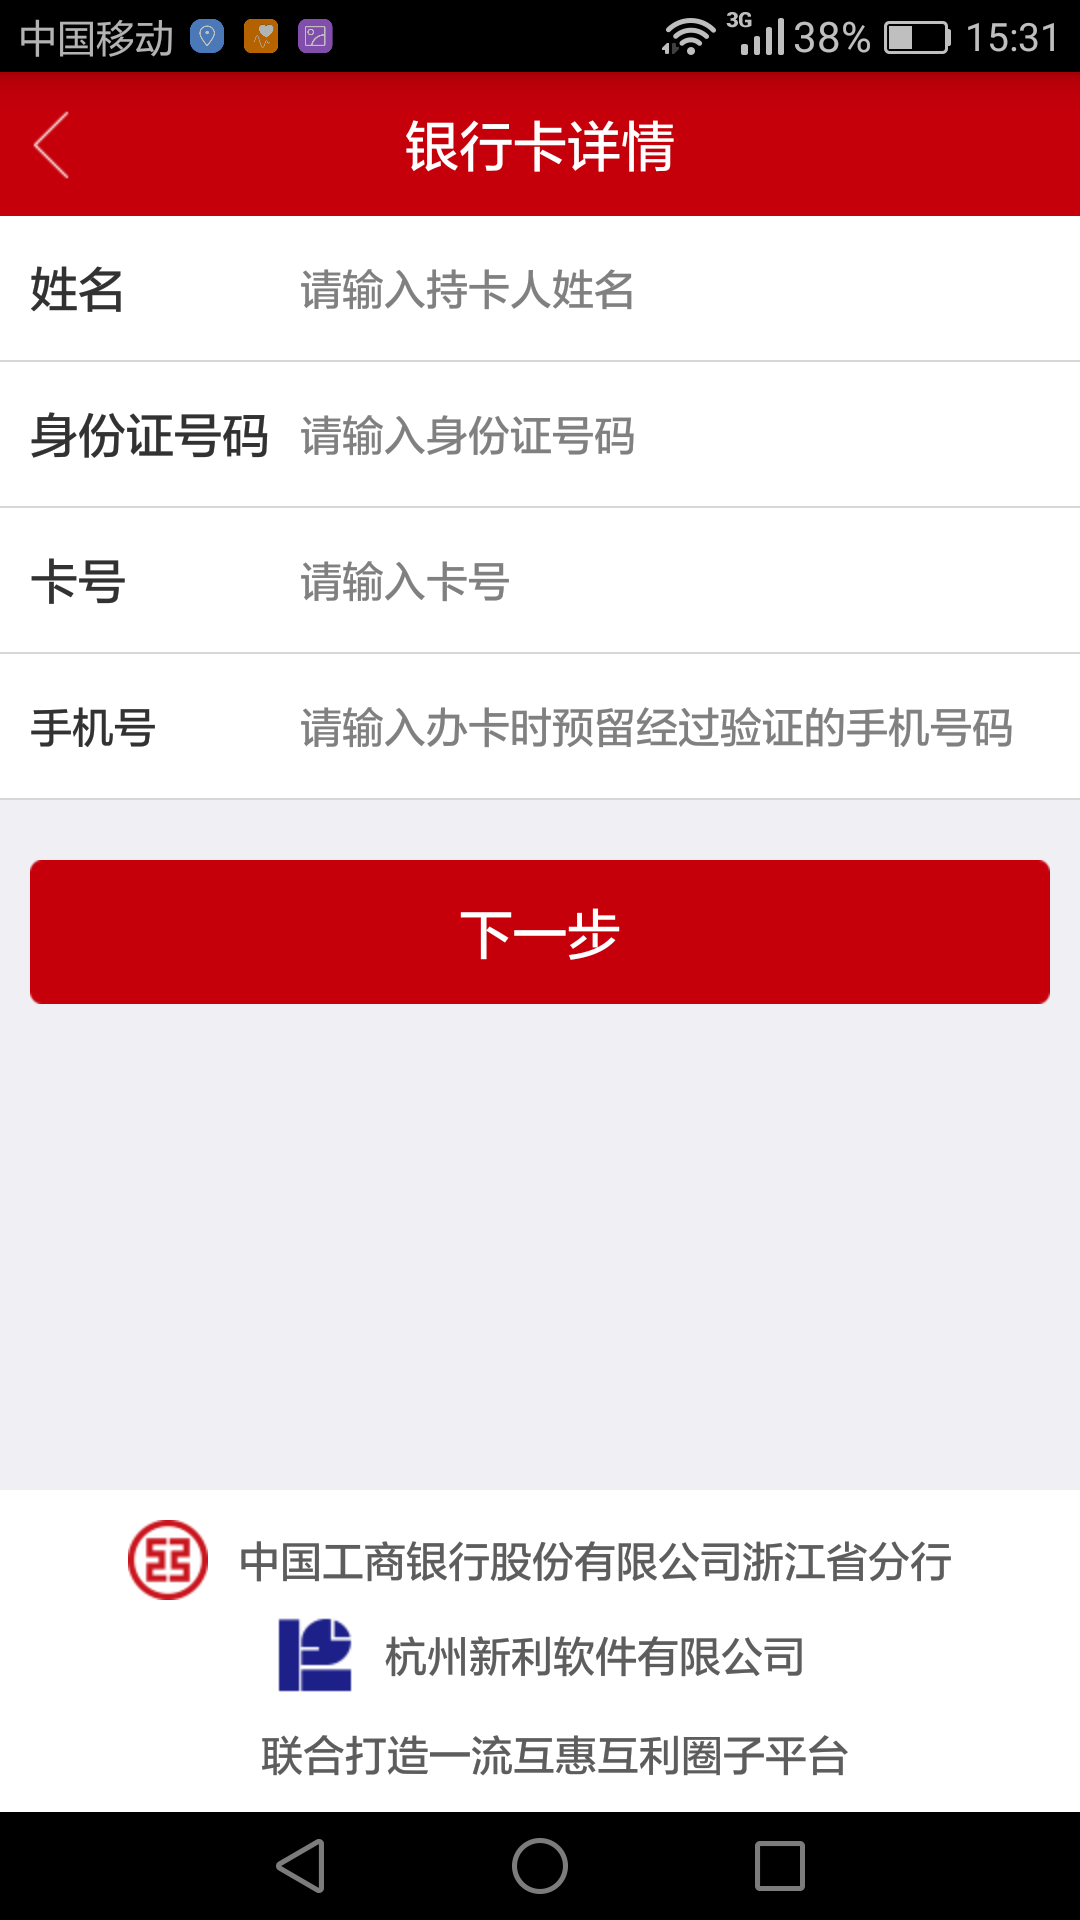 中国移动 3G 38% 15:31
银行卡详情
姓名 请输入持卡人姓名
身份证号码 请输入身份证号码
卡号 请输入卡号
手机号 请输入办卡时预留经过验证的手机号码
下一步
中国工商银行股份有限公司浙江省分行
杭州新利软件有限公司
联合打造一流互惠互利圈子平台